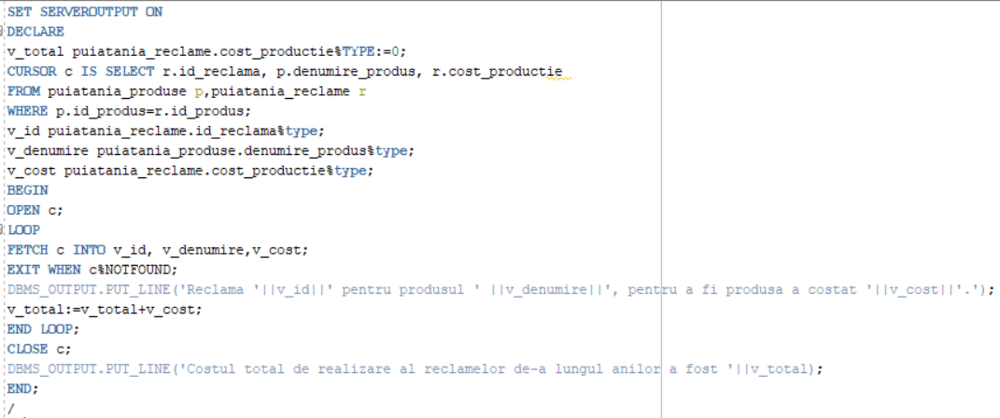 SET SERVEROUTPUT ON
DECLARE
v_total puiatania_reclame.cost_productie%TYPE:=0;
CURSOR c IS SELECT r.id_reclama, p.denumire_produs, r.cost_productie
FROM puiatania_produse p,puiatania_reclame r
WHERE p.id_produs=r.id_produs;
v_id puiatania_reclame.id_reclama%type;
v_denumire puiatania_produse.denumire_produs%type;
v_cost puiatania_reclame.cost_productie%type;
BEGIN
OPEN c;
LOOP
FETCH c INTO v_id, v_denumire,v_cost;
EXIT WHEN c%NOTFOUND;
DBMS_OUTPUT.PUT_LINE('Reclama '||v_id||' pentru produsul ' ||v_denumire||', pentru a fi produsa a costat '||v_cost||'.');
v_total:=v_total+v_cost;
END LOOP;
CLOSE c;
DBMS_OUTPUT.PUT_LINE('Costul total de realizare al reclamelor de-a lungul anilor a fost '||v_total);
END;
/